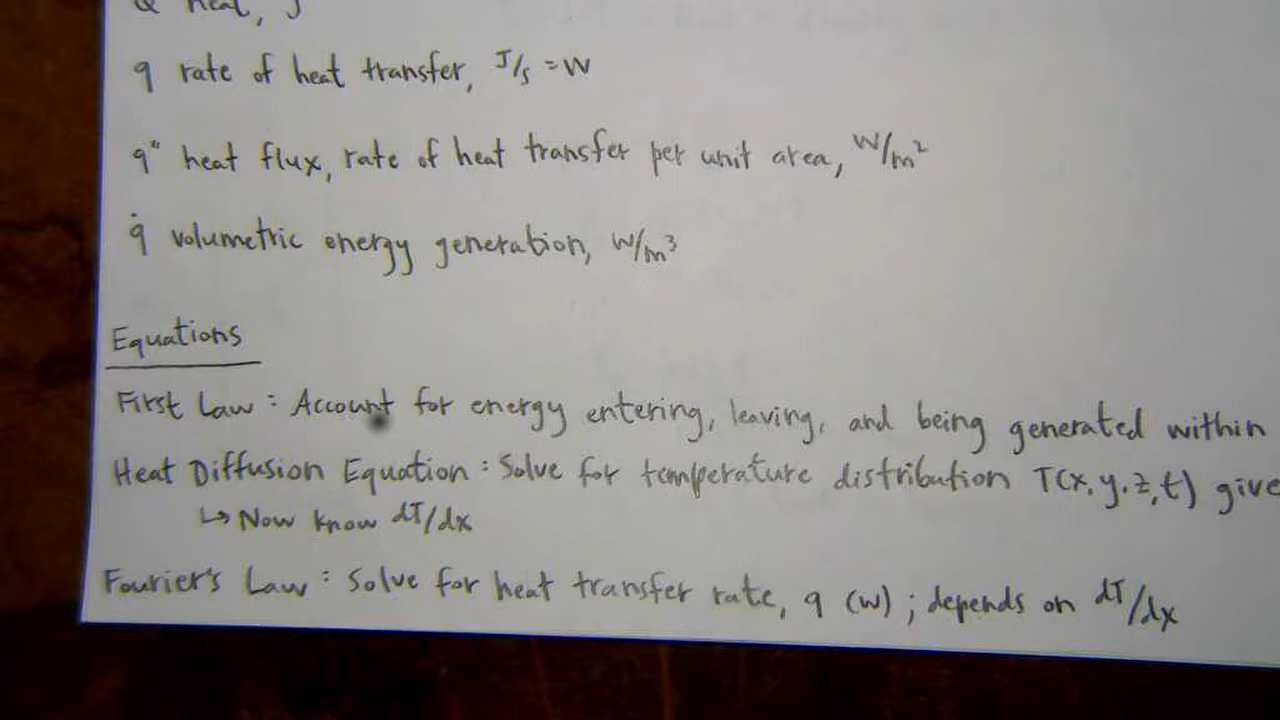 Q heat, J
q rate of heat transfer, J/s = W
q" heat flux, rate of heat transfer per unit area, W/m²
q̇ volumetric energy generation, W/m³
Equations
First Law: Account for energy entering, leaving, and being generated within
Heat Diffusion Equation: Solve for temperature distribution T(x,y,z,t) give
↳ Now know dT/dx
Fourier's Law: Solve for heat transfer rate, q (W); depends on dT/dx